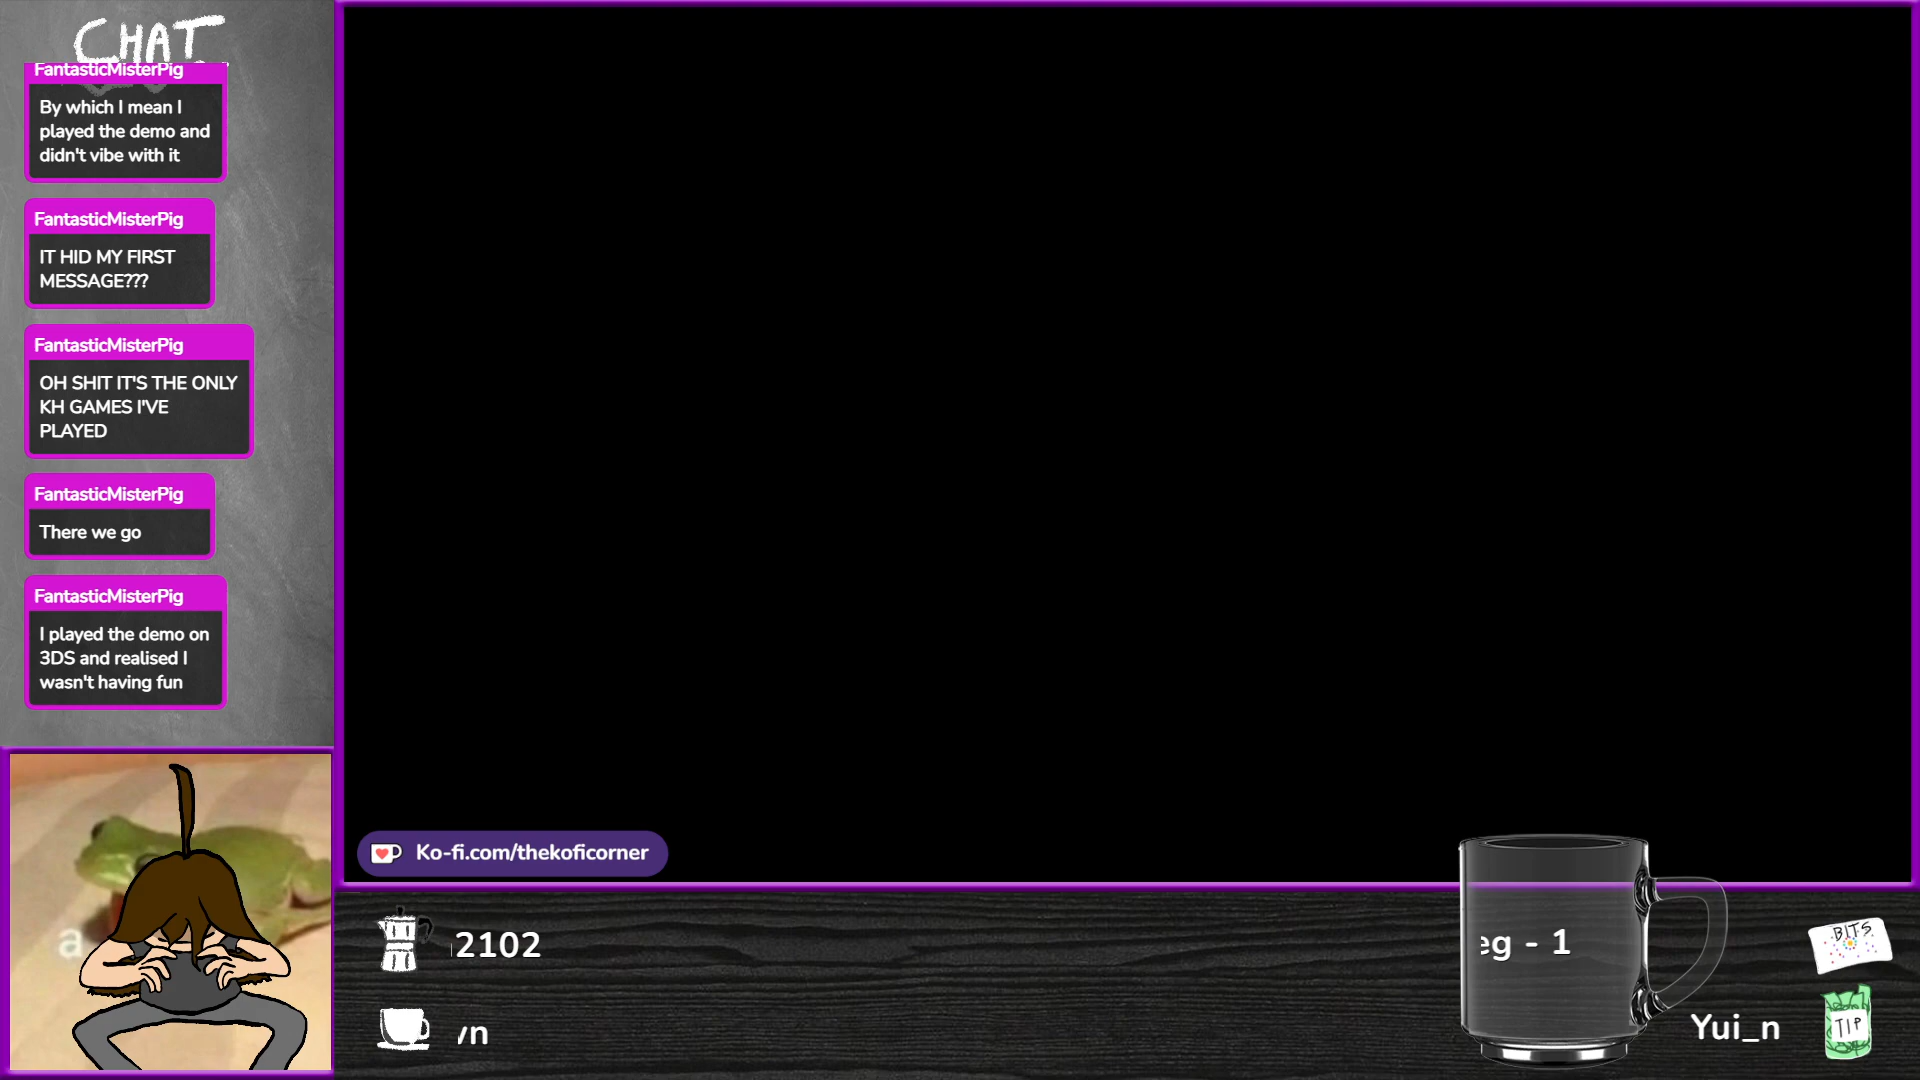 CHAT
FantasticMisterPig
By which I mean I
played the demo and
didn't vibe with it
FantasticMisterPig
IT HID MY FIRST
MESSAGE???
FantasticMisterPig
OH SHIT IT'S THE ONLY
KH GAMES I'VE
PLAYED
FantasticMisterPig
There we go
FantasticMisterPig
I played the demo on
3DS and realised I
wasn't having fun
a
Ko-fi.com/thekoficorner
2102
eg - 1
BITS
TIP
Yui_n